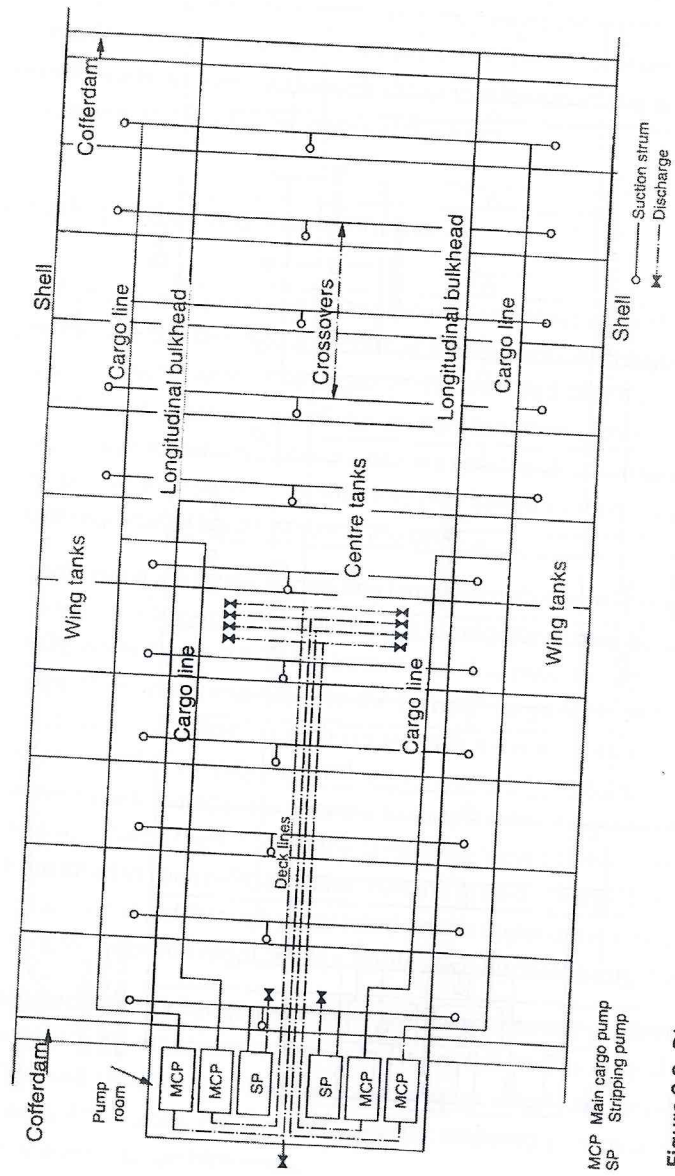 Cofferdam
Shell
Cargo line
Longitudinal bulkhead
Crossovers
Longitudinal bulkhead
Cargo line
Shell
Suction strum
Discharge
Wing tanks
Centre tanks
Wing tanks
Cargo line
Cargo line
Deck lines
Cofferdam
Pump
room
MCP
MCP
SP
SP
MCP
MCP
MCP Main cargo pump
SP Stripping pump